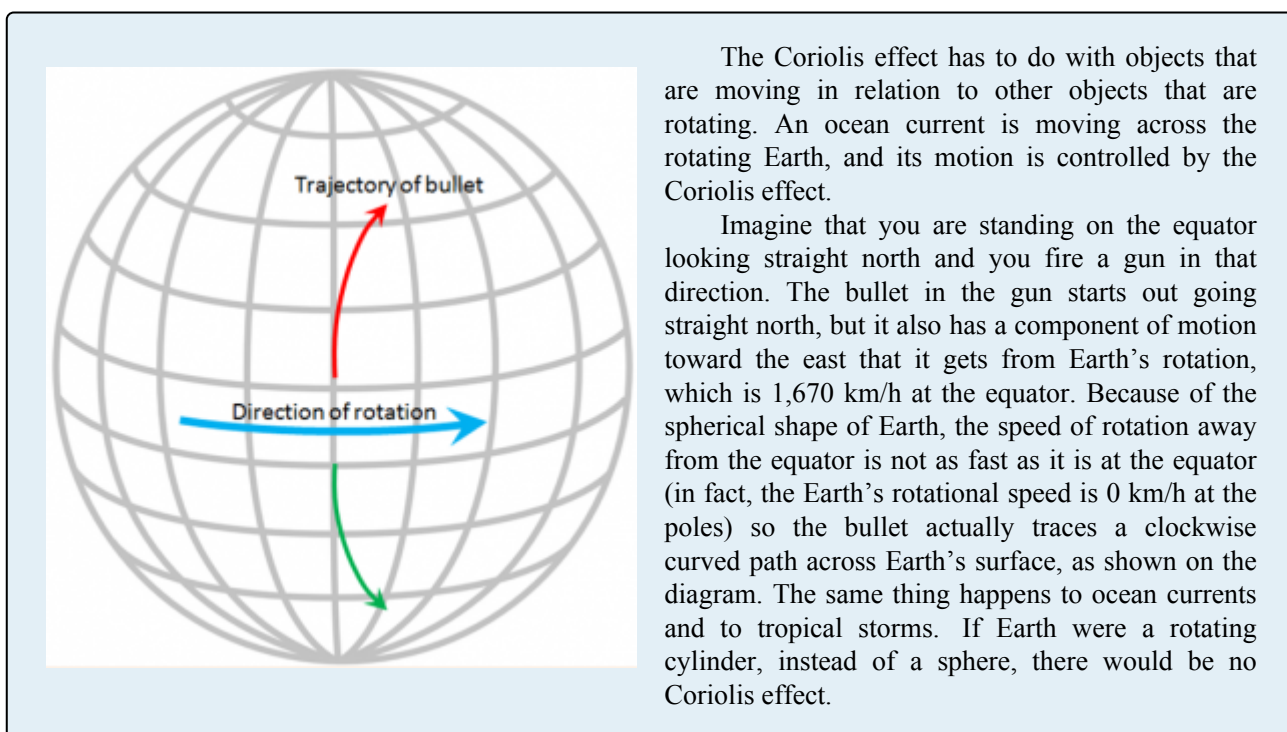 Trajectory of bullet
Direction of rotation
The Coriolis effect has to do with objects that
are moving in relation to other objects that are
rotating. An ocean current is moving across the
rotating Earth, and its motion is controlled by the
Coriolis effect.
Imagine that you are standing on the equator
looking straight north and you fire a gun in that
direction. The bullet in the gun starts out going
straight north, but it also has a component of motion
toward the east that it gets from Earth’s rotation,
which is 1,670 km/h at the equator. Because of the
spherical shape of Earth, the speed of rotation away
from the equator is not as fast as it is at the equator
(in fact, the Earth’s rotational speed is 0 km/h at the
poles) so the bullet actually traces a clockwise
curved path across Earth’s surface, as shown on the
diagram. The same thing happens to ocean currents
and to tropical storms. If Earth were a rotating
cylinder, instead of a sphere, there would be no
Coriolis effect.